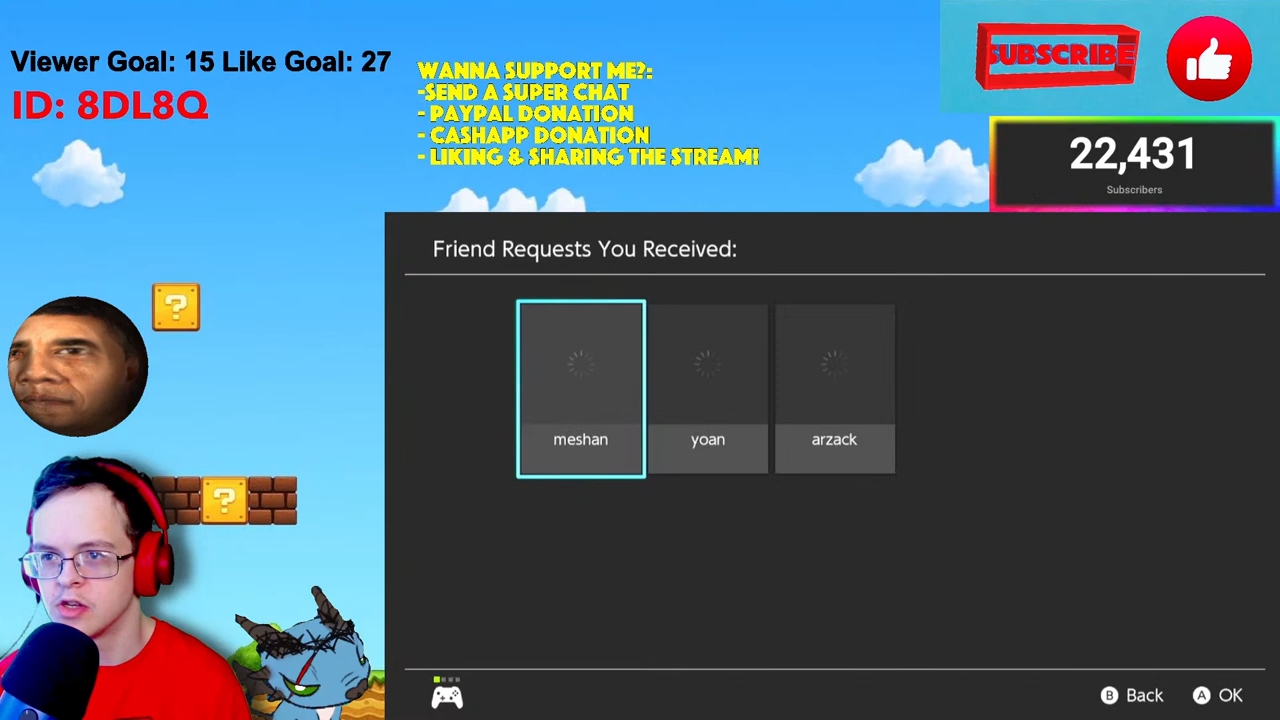 Viewer Goal: 15 Like Goal: 27
ID: 8DL8Q
WANNA SUPPORT ME?:
-SEND A SUPER CHAT
- PAYPAL DONATION
- CASHAPP DONATION
- LIKING & SHARING THE STREAM!
SUBSCRIBE
22,431
Subscribers
Friend Requests You Received:
?
meshan
yoan
arzack
?
B Back
A OK